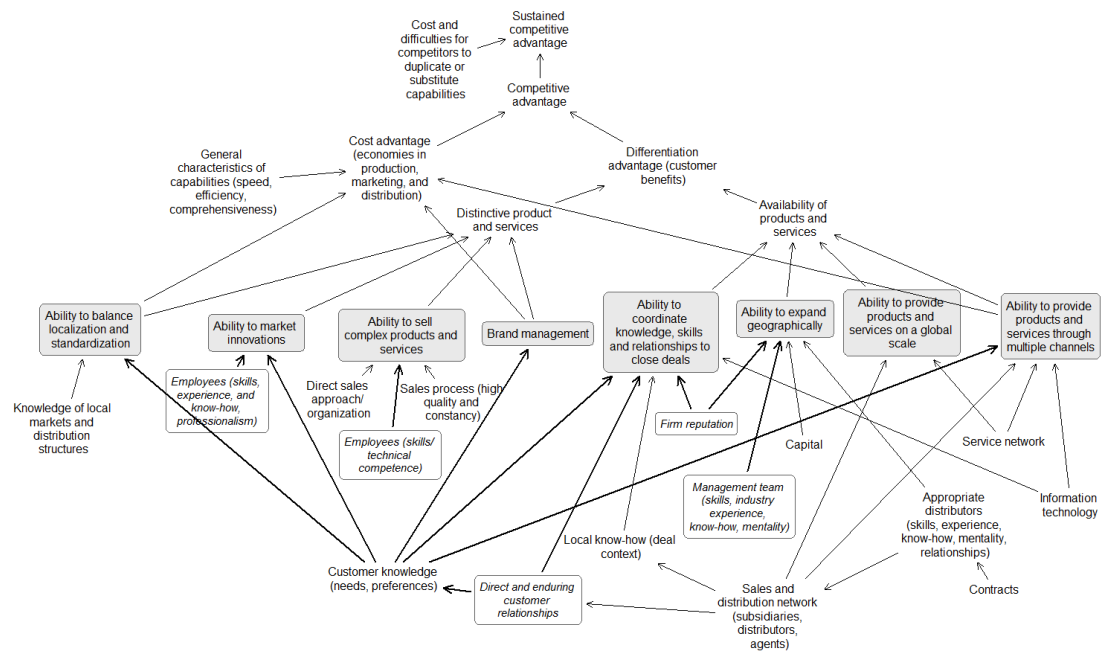 Sustained
competitive
advantage
Cost and
difficulties for
competitors to
duplicate or
substitute
capabilities
Competitive
advantage
Cost advantage
(economies in
production,
marketing, and
distribution)
General
characteristics of
capabilities (speed,
efficiency,
comprehensiveness)
Differentiation
advantage (customer
benefits)
Distinctive product
and services
Availability of
products and
services
Ability to balance
localization and
standardization
Ability to market
innovations
Ability to sell
complex products and
services
Brand management
Ability to
coordinate
knowledge, skills
and relationships to
close deals
Ability to expand
geographically
Ability to provide
products and
services on a global
scale
Ability to provide
products and
services through
multiple channels
Knowledge of local
markets and
distribution
structures
Employees (skills,
experience, and
know-how,
professionalism)
Direct sales
approach/
organization
Sales process (high
quality and
constancy)
Employees (skills/
technical
competence)
Firm reputation
Capital
Service network
Management team
(skills, industry
experience,
know-how, mentality)
Appropriate
distributors
(skills, experience,
know-how, mentality,
relationships)
Information
technology
Local know-how (deal
context)
Customer knowledge
(needs, preferences)
Direct and enduring
customer
relationships
Sales and
distribution network
(subsidiaries,
distributors,
agents)
Contracts